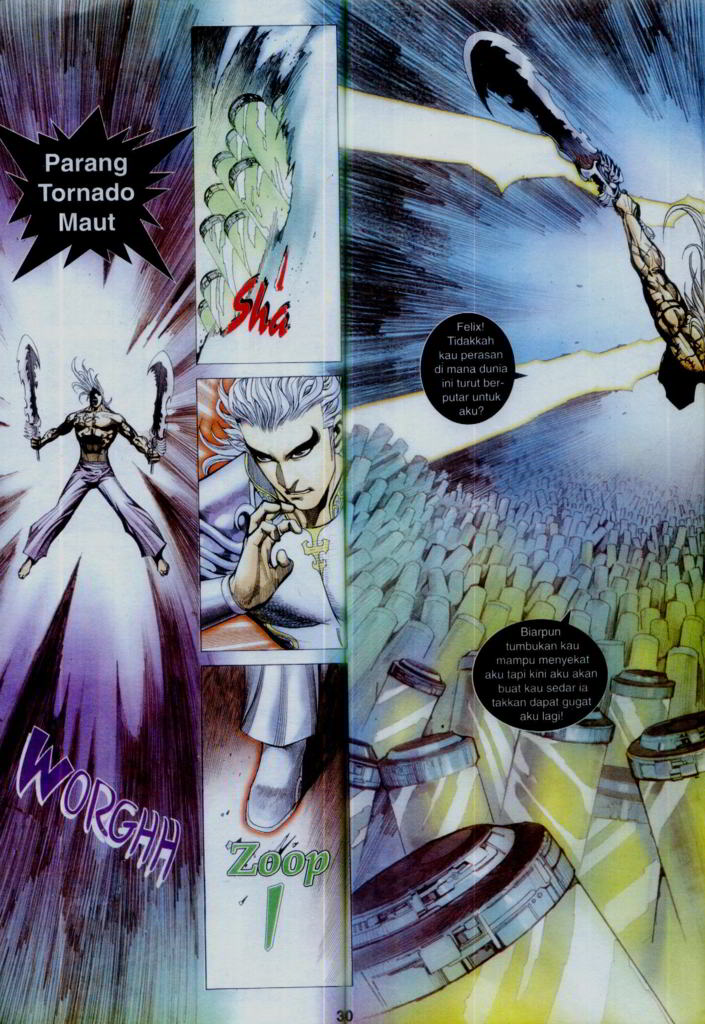 Parang
Tornado
Maut
WORGHH
Sha!
Zoop!
Felix!
Tidakkah
kau perasan
di mana dunia
ini turut ber-
putar untuk
aku?
Biarpun
tumbukan kau
mampu menyekat
aku tapi kini aku akan
buat kau sedar ia
takkan dapat gugat
aku lagi!
30